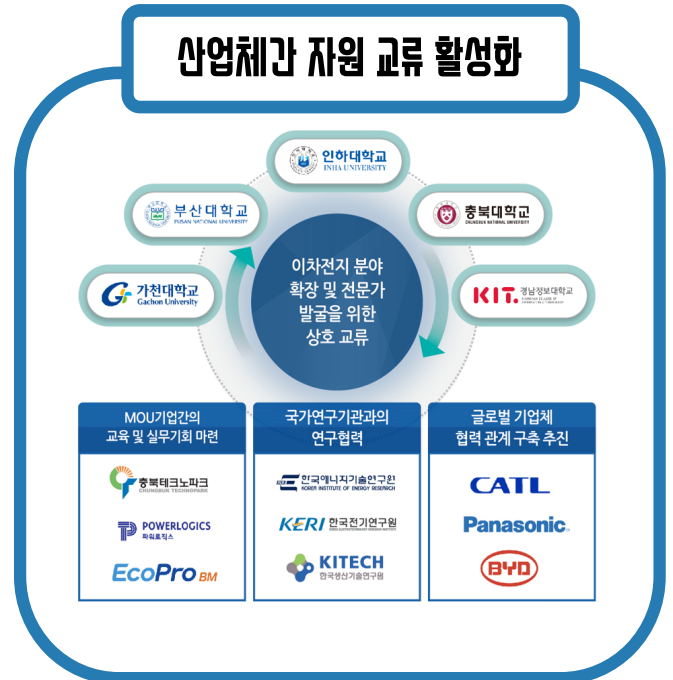 산업체간 자원 교류 활성화
인하대학교
INHA UNIVERSITY
부산대학교
PUSAN NATIONAL UNIVERSITY
충북대학교
CHUNGBUK NATIONAL UNIVERSITY
가천대학교
Gachon University
KIT. 경남정보대학교
이차전지 분야
확장 및 전문가
발굴을 위한
상호 교류
MOU기업간의
교육 및 실무기회 마련
충북테크노파크
CHUNGBUK TECHNOPARK
POWERLOGICS
파워로직스
EcoPro BM
국가연구기관과의
연구협력
한국에너지기술연구원
KOREA INSTITUTE OF ENERGY RESEARCH
KERI 한국전기연구원
KITECH
한국생산기술연구원
글로벌 기업체
협력 관계 구축 추진
CATL
Panasonic
BYD